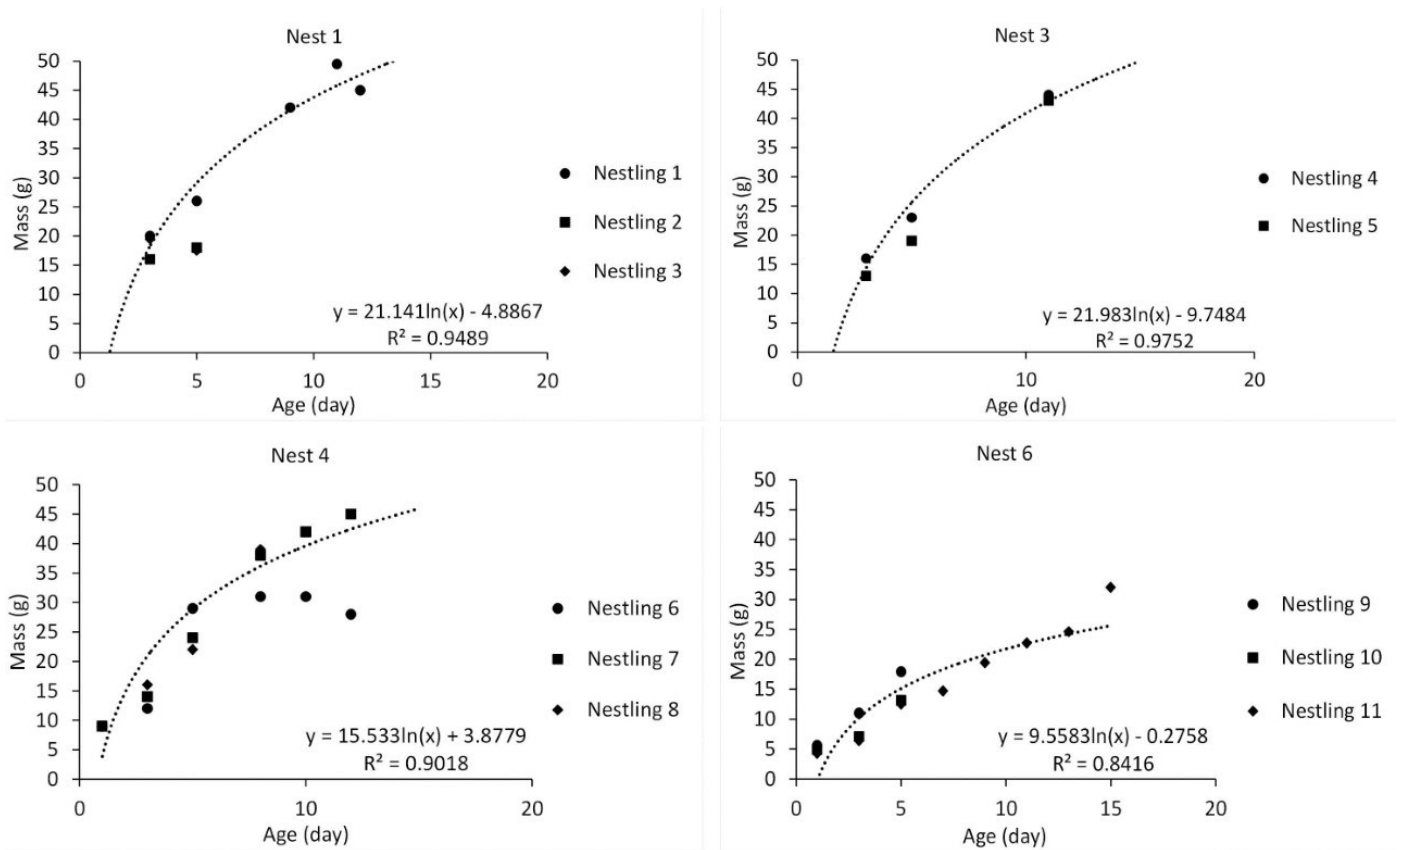 Nest 1
50
45
40
35
30
25
20
15
10
5
0
Mass (g)
0 5 10 15 20
Age (day)
y = 21.141ln(x) - 4.8867
R² = 0.9489
Nestling 1
Nestling 2
Nestling 3
Nest 3
50
45
40
35
30
25
20
15
10
5
0
Mass (g)
0 10 20
Age (day)
y = 21.983ln(x) - 9.7484
R² = 0.9752
Nestling 4
Nestling 5
Nest 4
50
45
40
35
30
25
20
15
10
5
0
Mass (g)
0 10 20
Age (day)
y = 15.533ln(x) + 3.8779
R² = 0.9018
Nestling 6
Nestling 7
Nestling 8
Nest 6
50
45
40
35
30
25
20
15
10
5
0
Mass (g)
0 5 10 15 20
Age (day)
y = 9.5583ln(x) - 0.2758
R² = 0.8416
Nestling 9
Nestling 10
Nestling 11